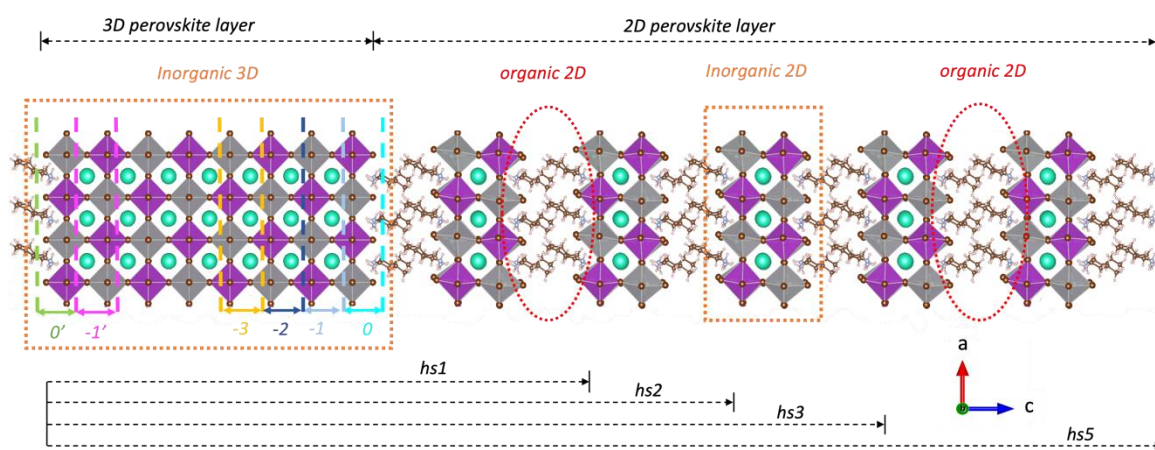 3D perovskite layer
2D perovskite layer
Inorganic 3D
organic 2D
Inorganic 2D
organic 2D
0' -1' -3 -2 -1 0
hs1
hs2
hs3
hs5
a
b
c